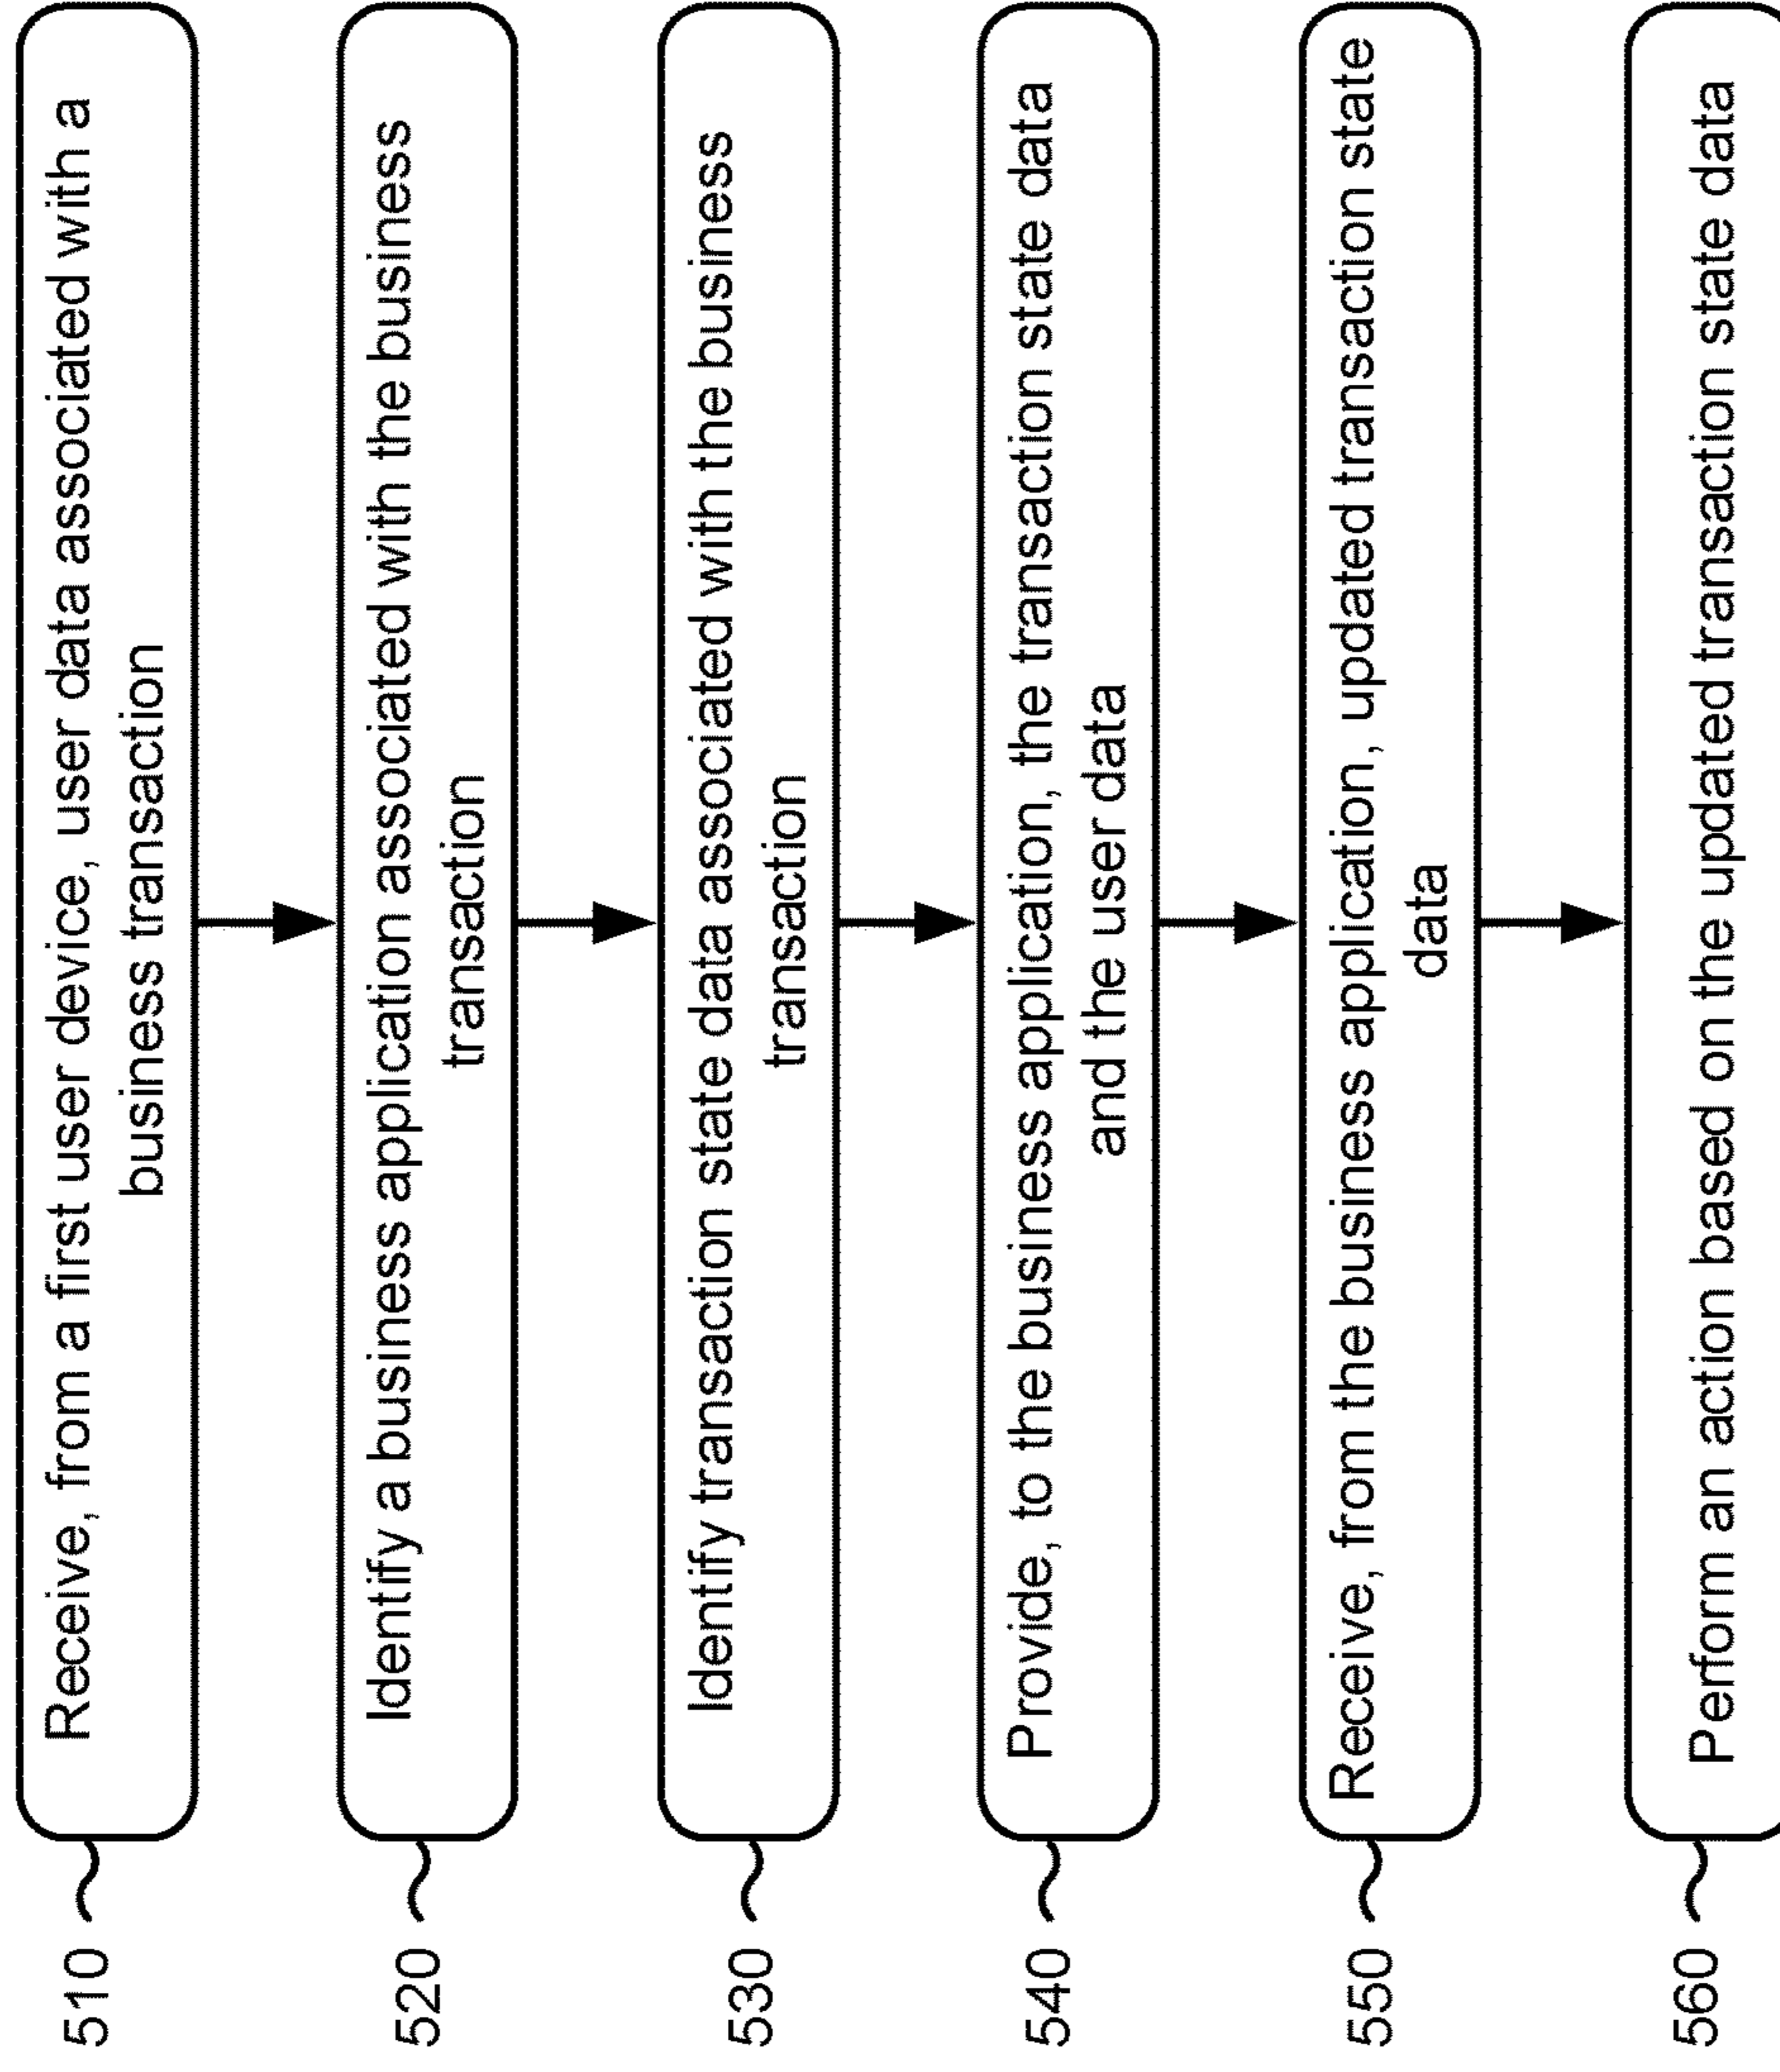 510
Receive, from a first user device, user data associated with a
business transaction
520
Identify a business application associated with the business
transaction
530
Identify transaction state data associated with the business
transaction
540
Provide, to the business application, the transaction state data
and the user data
550
Receive, from the business application, updated transaction state
data
560
Perform an action based on the updated transaction state data